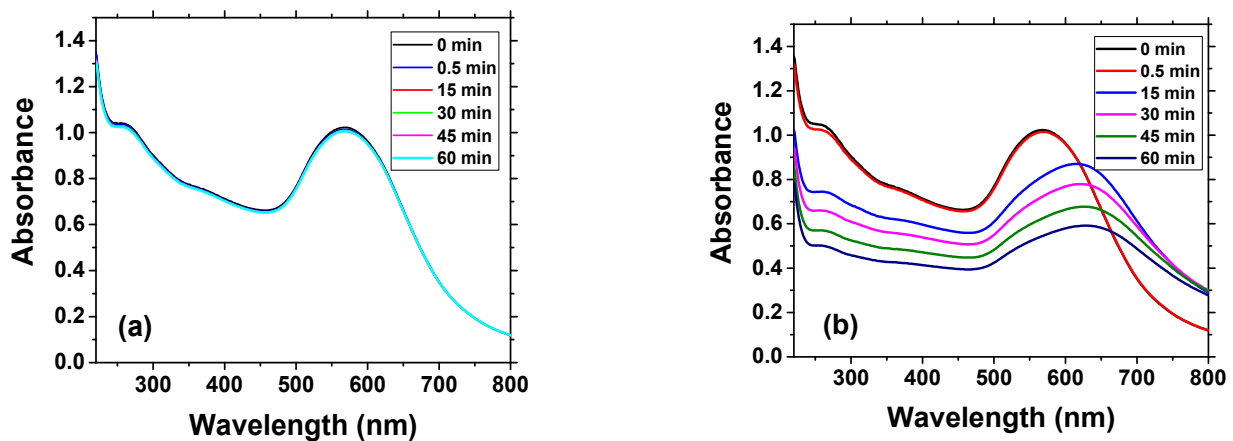 1.4
1.2
1.0
0.8
0.6
0.4
0.2
0.0
Absorbance
0 min
0.5 min
15 min
30 min
45 min
60 min
(a)
300 400 500 600 700 800
Wavelength (nm)
1.4
1.2
1.0
0.8
0.6
0.4
0.2
0.0
Absorbance
0 min
0.5 min
15 min
30 min
45 min
60 min
(b)
300 400 500 600 700 800
Wavelength (nm)